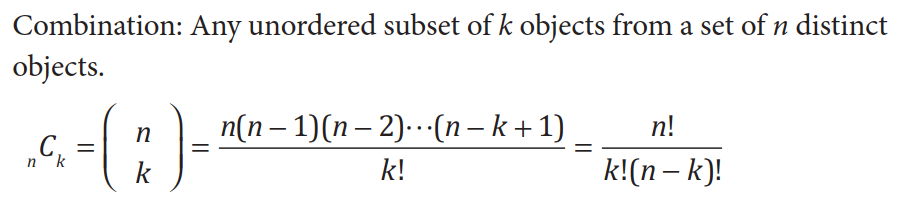 Combination: Any unordered subset of k objects from a set of n distinct
objects.
ₙCₖ = ( n k ) = n(n – 1)(n – 2)⋯(n – k + 1) / k! = n! / k!(n – k)!